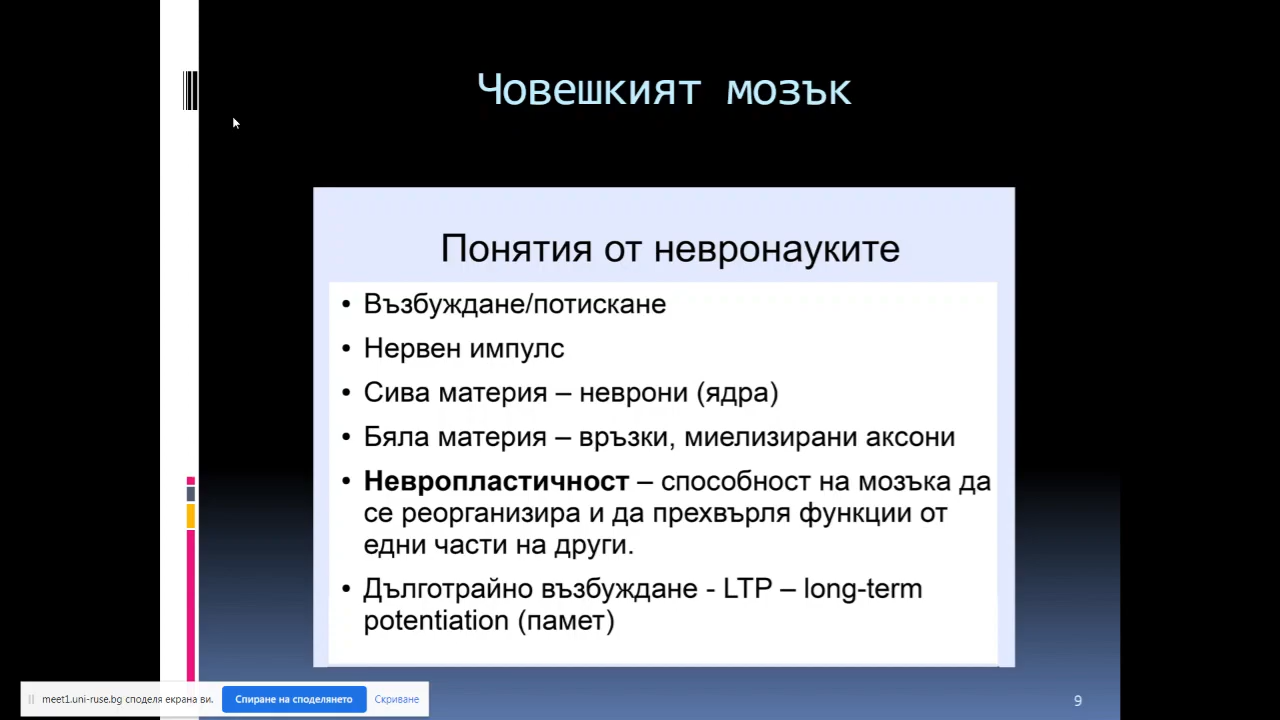 Човешкият мозък
Понятия от невронауките
• Възбуждане/потискане
• Нервен импулс
• Сива материя – неврони (ядра)
• Бяла материя – връзки, миелизирани аксони
• Невропластичност – способност на мозъка да
се реорганизира и да прехвърля функции от
едни части на други.
• Дълготрайно възбуждане - LTP – long-term
potentiation (памет)
meet1.uni-ruse.bg споделя екрана ви. Спиране на споделянето Скриване
9